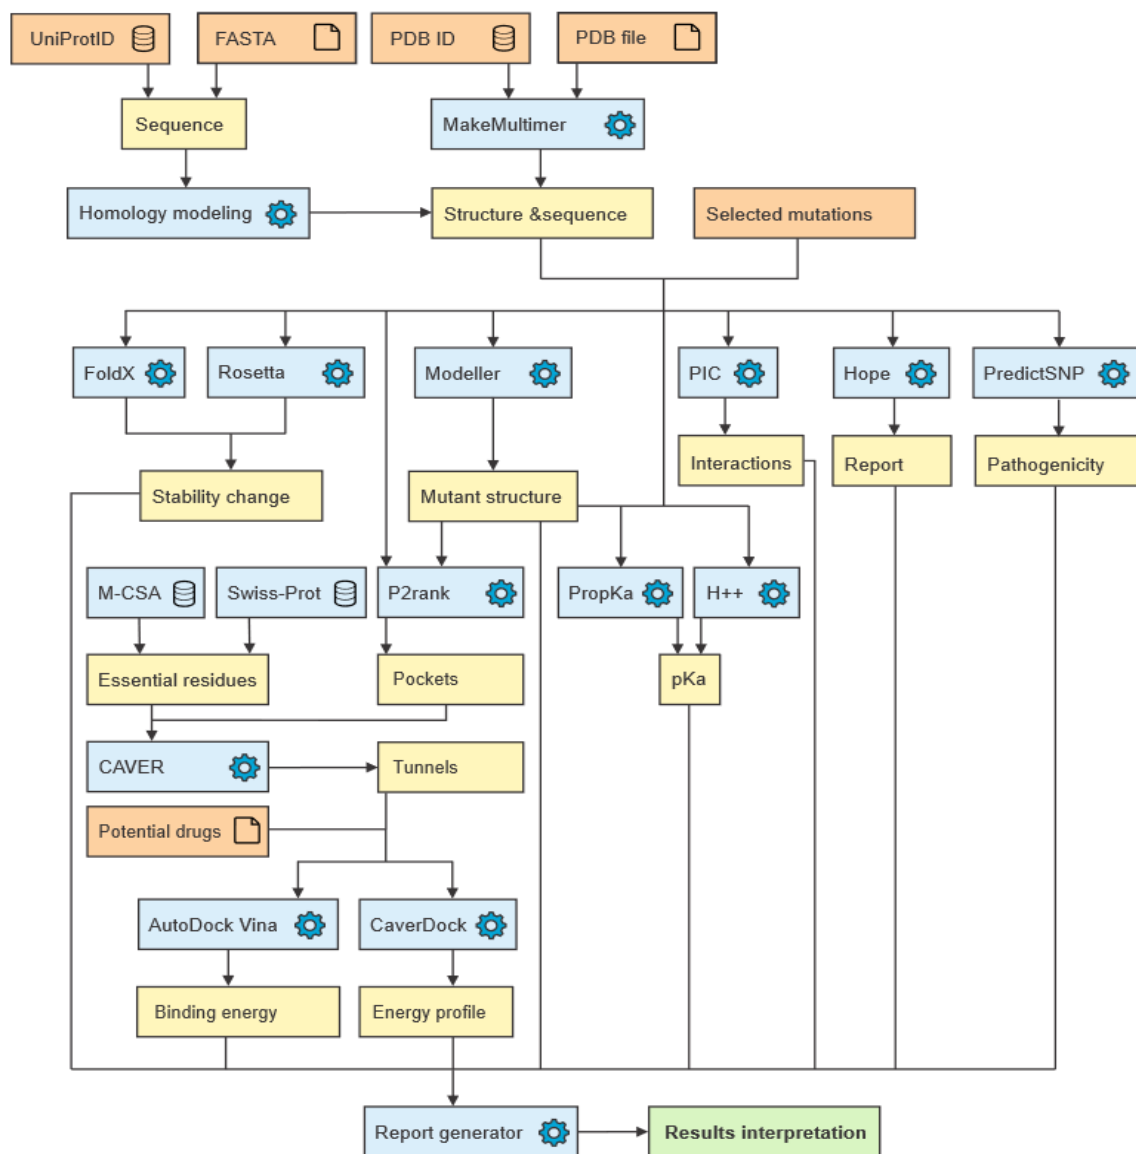 UniProtID
FASTA
PDB ID
PDB file
Sequence
MakeMultimer
Homology modeling
Structure &sequence
Selected mutations
FoldX
Rosetta
Modeller
PIC
Hope
PredictSNP
Interactions
Report
Pathogenicity
Stability change
Mutant structure
M-CSA
Swiss-Prot
P2rank
PropKa
H++
Essential residues
Pockets
pKa
CAVER
Tunnels
Potential drugs
AutoDock Vina
CaverDock
Binding energy
Energy profile
Report generator
Results interpretation